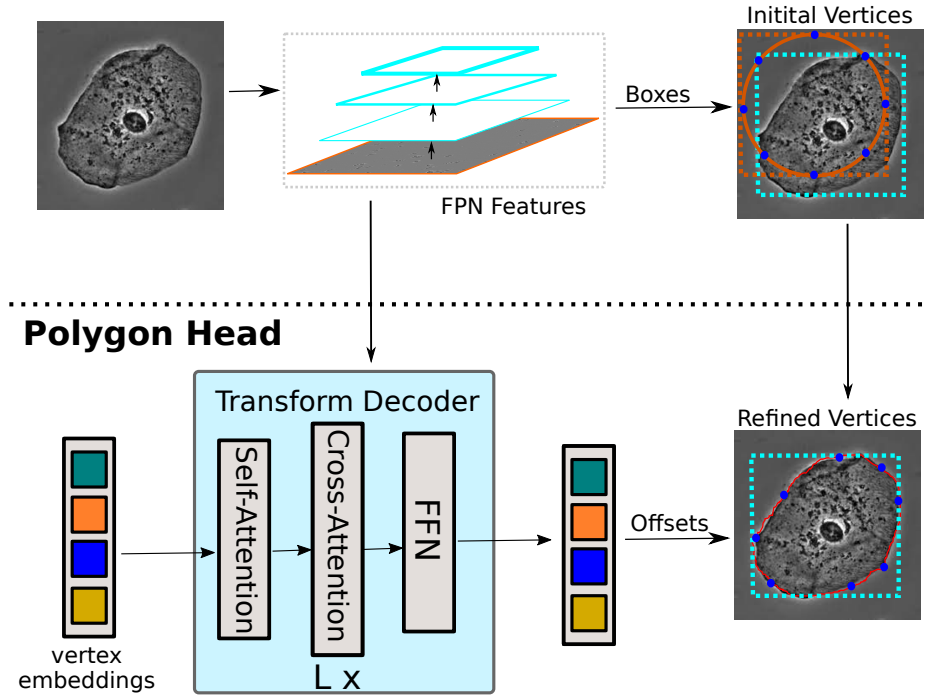 Initital Vertices
Boxes
FPN Features
Polygon Head
Transform Decoder
Self-Attention
Cross-Attention
FFN
L x
vertex
embeddings
Offsets
Refined Vertices